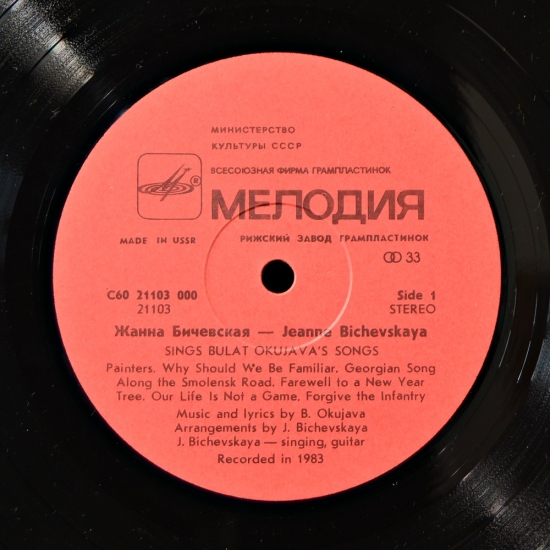 МИНИСТЕРСТВО
КУЛЬТУРЫ СССР
ВСЕСОЮЗНАЯ ФИРМА ГРАМПЛАСТИНОК
® МЕЛОДИЯ
MADE IN USSR РИЖСКИЙ ЗАВОД ГРАМПЛАСТИНОК
33
C60 21103 000 Side 1
21103 STEREO
Жанна Бичевская — Jeanne Bichevskaya
SINGS BULAT OKUJAVA'S SONGS
Painters. Why Should We Be Familiar. Georgian Song
Along the Smolensk Road. Farewell to a New Year
Tree. Our Life Is Not a Game. Forgive the Infantry
Music and lyrics by B. Okujava
Arrangements by J. Bichevskaya
J. Bichevskaya — singing, guitar
Recorded in 1983